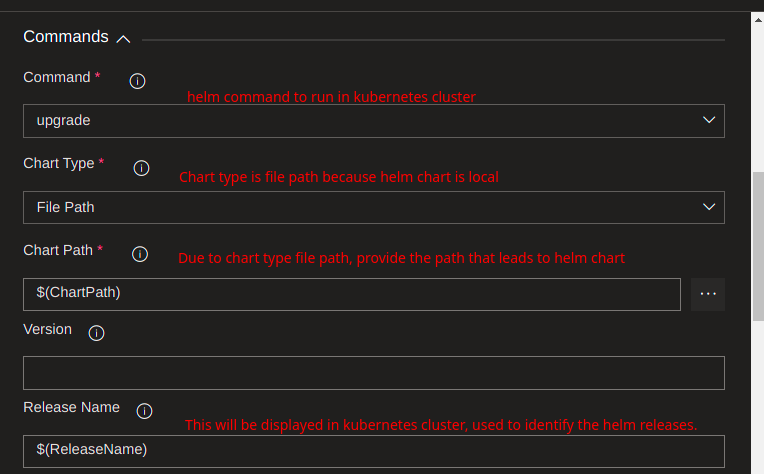 Commands
Command *
helm command to run in kubernetes cluster
upgrade
Chart Type *
Chart type is file path because helm chart is local
File Path
Chart Path *
Due to chart type file path, provide the path that leads to helm chart
$(ChartPath)
...
Version
Release Name
This will be displayed in kubernetes cluster, used to identify the helm releases.
$(ReleaseName)